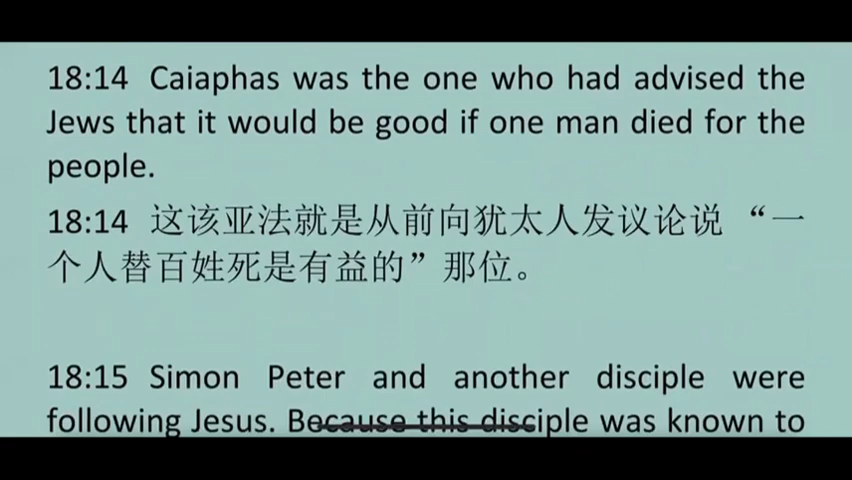 18:14 Caiaphas was the one who had advised the
Jews that it would be good if one man died for the
people.
18:14 这该亚法就是从前向犹太人发议论说 “一
个人替百姓死是有益的” 那位。
18:15 Simon Peter and another disciple were
following Jesus. Because this disciple was known to